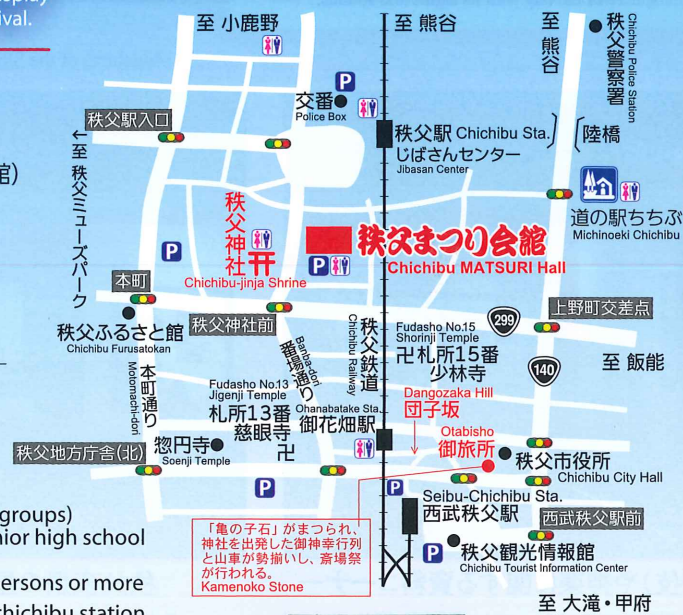 ival.
至 小鹿野
至 熊谷
至 熊谷
秩父警察署
Chichibu Police Station
P
交番
Police Box
秩父駅入口
秩父駅 Chichibu Sta.
じばさんセンター
Jibasan Center
陸橋
館)
←至 秩父ミューズパーク
道の駅ちちぶ
Michinoeki Chichibu
秩父神社
Chichibu-jinja Shrine
秩父まつり会館
Chichibu MATSURI Hall
P
P
本町
秩父神社前
299
上野町交差点
秩父ふるさと館
Chichibu Furusatokan
番場通り
Banba-dori
秩父鉄道
Chichibu Railway
Fudasho No.15
Shorinji Temple
卍札所15番
少林寺
140
至 飯能
本町通り
Motomachi-dori
Fudasho No.13
Jigenji Temple
札所13番
慈眼寺
卍
Ohanabatake Sta.
御花畑駅
Dangozaka Hill
団子坂
Otabisho
御旅所
秩父地方庁舎(北)
惣円寺
Soenji Temple
秩父市役所
Chichibu City Hall
P
P
Seibu-Chichibu Sta.
西武秩父駅
西武秩父駅前
groups)
nior high school
「亀の子石」がまつられ、
神社を出発した御神幸行列
と山車が勢揃いし、斎場祭
が行われる。
Kamenoko Stone
P
秩父観光情報館
Chichibu Tourist Information Center
ersons or more
至 大滝・甲府